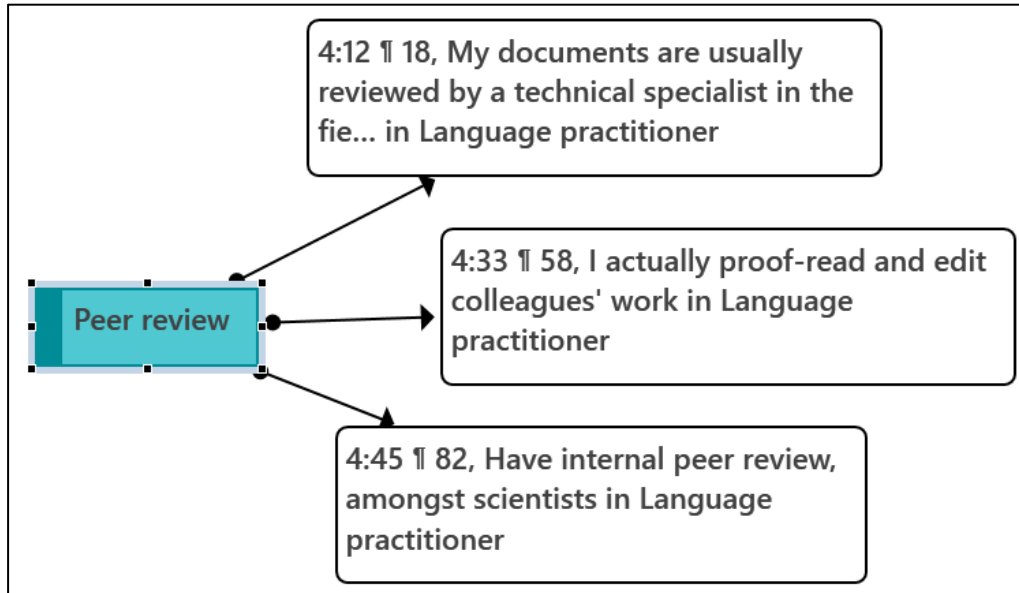 4:12 ¶ 18, My documents are usually
reviewed by a technical specialist in the
fie... in Language practitioner
4:33 ¶ 58, I actually proof-read and edit
colleagues' work in Language
practitioner
Peer review
4:45 ¶ 82, Have internal peer review,
amongst scientists in Language
practitioner